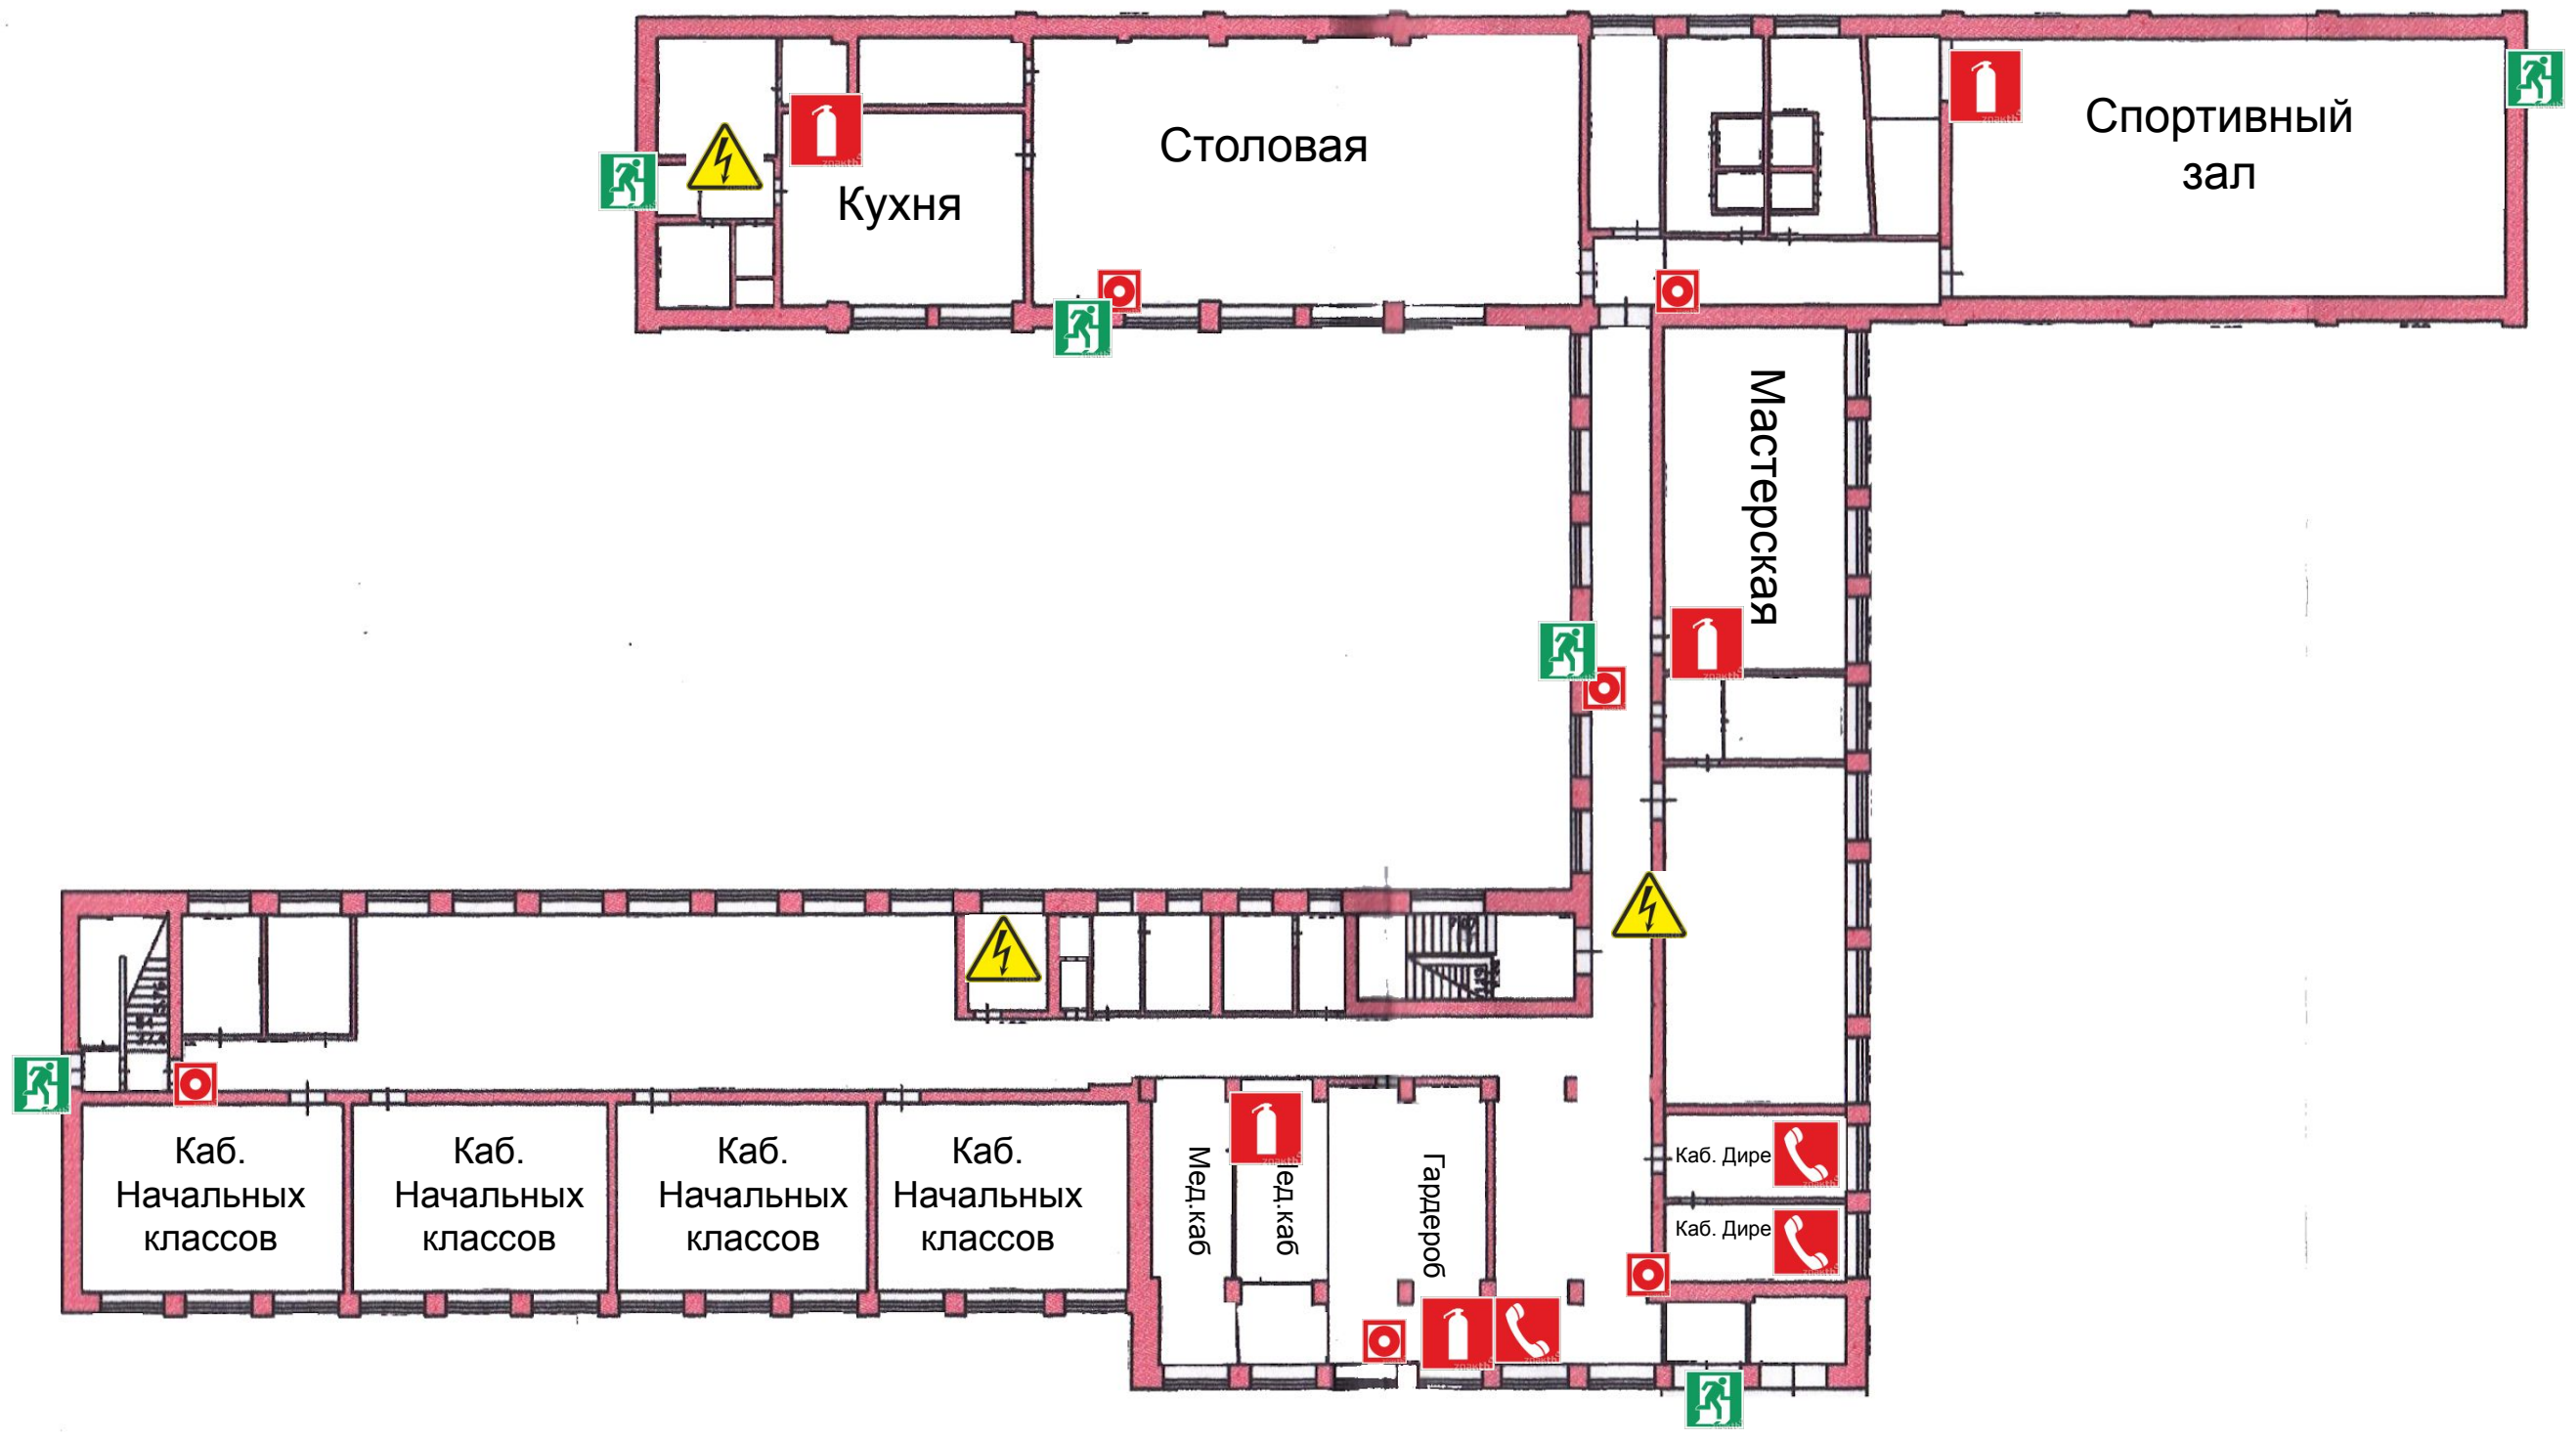 Столовая
Спортивный
зал
Кухня
Мастерская
Каб.
Начальных
классов
Каб.
Начальных
классов
Каб.
Начальных
классов
Каб.
Начальных
классов
Мед.каб
ед.каб
Гардероб
Каб. Дире
Каб. Дире